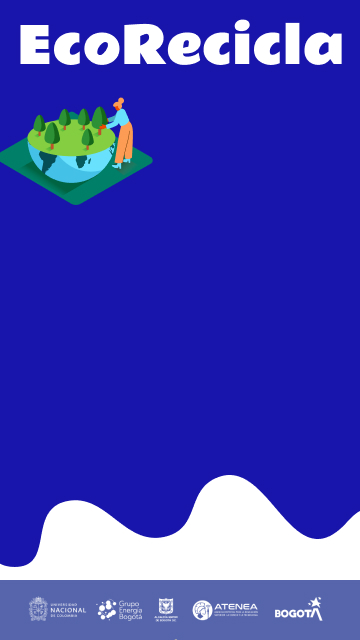 EcoRecicla
UNIVERSIDAD
NACIONAL
DE COLOMBIA
Grupo
Energía
Bogotá
ALCALDÍA MAYOR
DE BOGOTÁ D.C.
ATENEA
BOGOTÁ